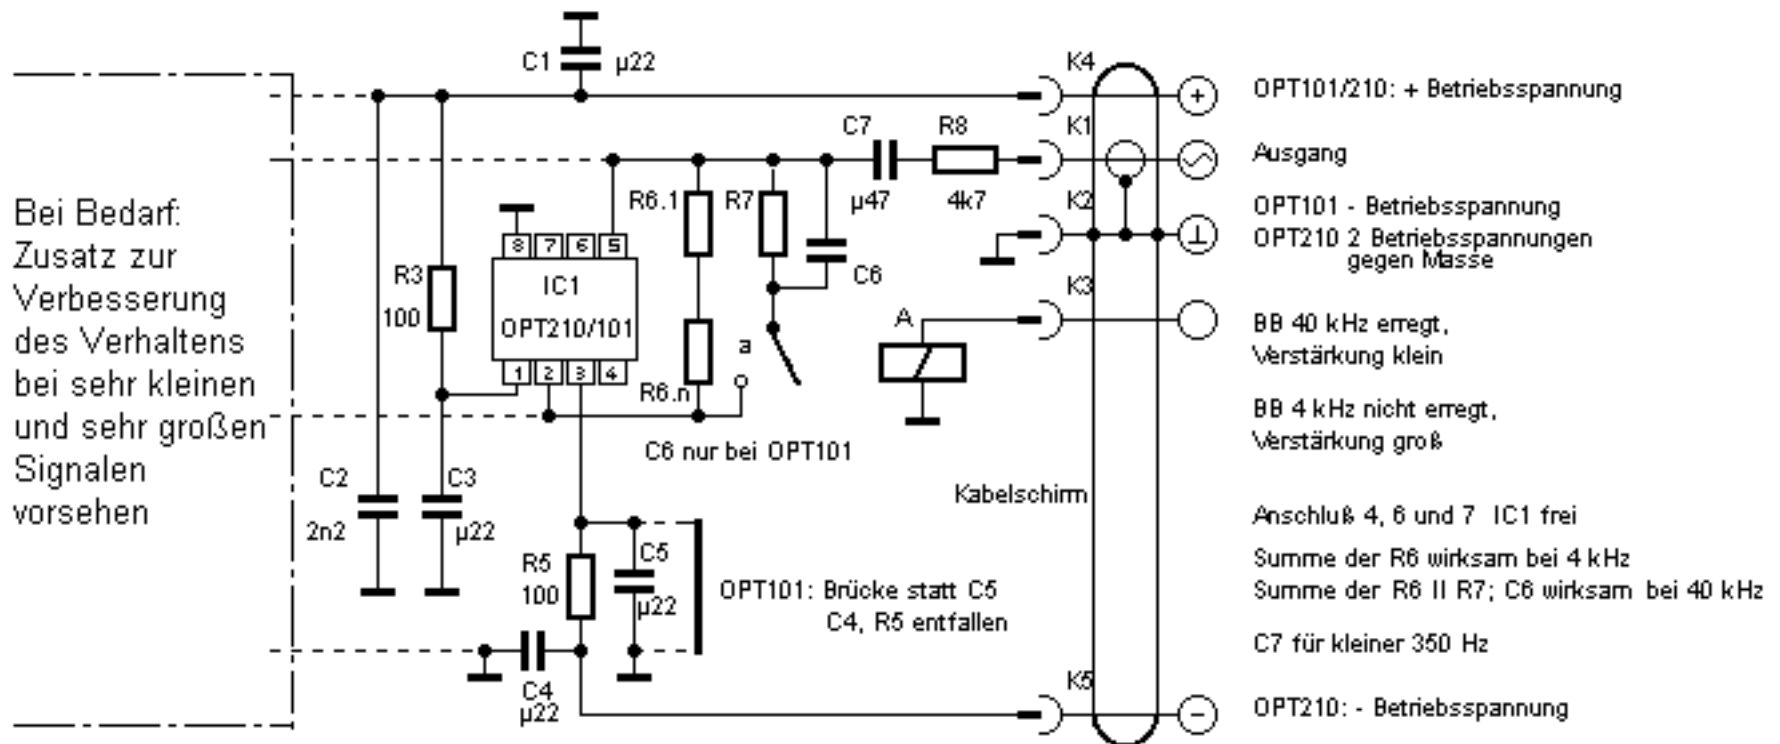 C1
µ22
K4
OPT101/210: + Betriebsspannung
C7
R8
K1
Ausgang
Bei Bedarf:
Zusatz zur
Verbesserung
des Verhaltens
bei sehr kleinen
und sehr großen
Signalen
vorsehen
R6.1
R7
µ47
4k7
K2
OPT101 - Betriebsspannung
OPT210 2 Betriebsspannungen
gegen Masse
8 7 6 5
R3
100
IC1
OPT210/101
C6
K3
1 2 3 4
R6.n
a
A
BB 40 kHz erregt,
Verstärkung klein
BB 4 kHz nicht erregt,
Verstärkung groß
C6 nur bei OPT101
C2
2n2
C3
µ22
Kabelschirm
Anschluß 4, 6 und 7 IC1 frei
Summe der R6 wirksam bei 4 kHz
Summe der R6 II R7; C6 wirksam bei 40 kHz
C7 für kleiner 350 Hz
R5
100
C5
µ22
OPT101: Brücke statt C5
C4, R5 entfallen
C4
µ22
K5
OPT210: - Betriebsspannung